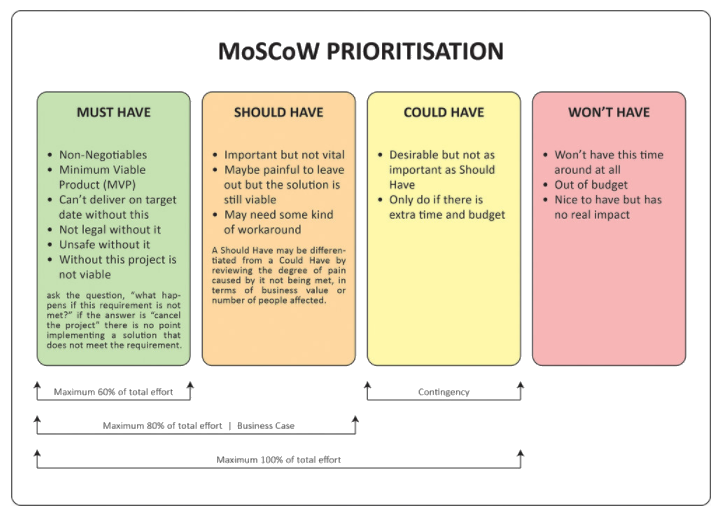 MoSCoW PRIORITISATION
MUST HAVE
• Non-Negotiables
• Minimum Viable
Product (MVP)
• Can't deliver on target
date without this
• Not legal without it
• Unsafe without it
• Without this project is
not viable
ask the question, "what hap-
pens if this requirement is not
met?" if the answer is "cancel
the project" there is no point
implementing a solution that
does not meet the requirement.
SHOULD HAVE
• Important but not vital
• Maybe painful to leave
out but the solution is
still viable
• May need some kind
of workaround
A Should Have may be differen-
tiated from a Could Have by
reviewing the degree of pain
caused by it not being met, in
terms of business value or
number of people affected.
COULD HAVE
• Desirable but not as
important as Should
Have
• Only do if there is
extra time and budget
WON'T HAVE
• Won't have this time
around at all
• Out of budget
• Nice to have but has
no real impact
Maximum 60% of total effort
Contingency
Maximum 80% of total effort | Business Case
Maximum 100% of total effort